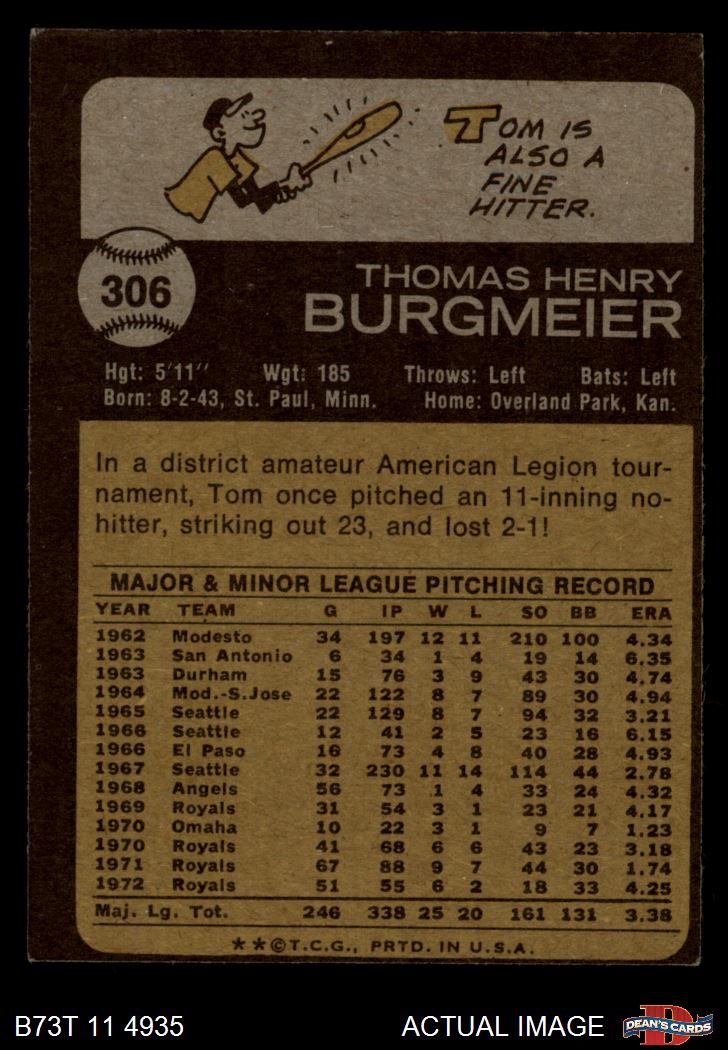 TOM IS
ALSO A
FINE
HITTER.
306
THOMAS HENRY
BURGMEIER
Hgt: 5'11" Wgt: 185 Throws: Left Bats: Left
Born: 8-2-43, St. Paul, Minn. Home: Overland Park, Kan.
In a district amateur American Legion tour-
nament, Tom once pitched an 11-inning no-
hitter, striking out 23, and lost 2-1!
MAJOR & MINOR LEAGUE PITCHING RECORD
YEAR TEAM G IP W L SO BB ERA
1962 Modesto 34 197 12 11 210 100 4.34
1963 San Antonio 6 34 1 4 19 14 6.35
1963 Durham 15 76 3 9 43 30 4.74
1964 Mod.-S.Jose 22 122 8 7 89 30 4.94
1965 Seattle 22 129 8 7 94 32 3.21
1966 Seattle 12 41 2 5 23 16 6.15
1966 El Paso 16 73 4 8 40 28 4.93
1967 Seattle 32 230 11 14 114 44 2.78
1968 Angels 56 73 1 4 33 24 4.32
1969 Royals 31 54 3 1 23 21 4.17
1970 Omaha 10 22 3 1 9 7 1.23
1970 Royals 41 68 6 6 43 23 3.18
1971 Royals 67 88 9 7 44 30 1.74
1972 Royals 51 55 6 2 18 33 4.25
Maj. Lg. Tot. 246 338 25 20 161 131 3.38
**©T.C.G., PRTD. IN U.S.A.
B73T 11 4935 ACTUAL IMAGE D DEAN'S CARDS